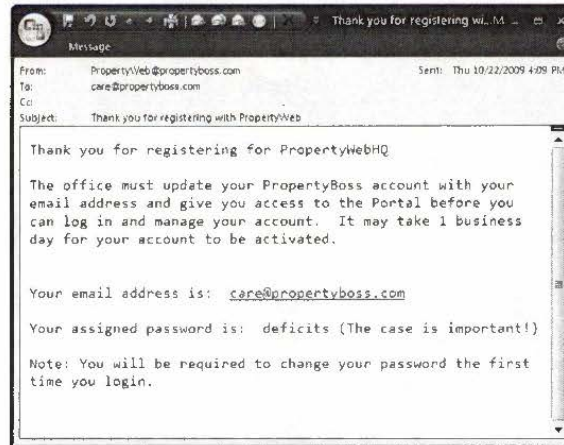 Thank you for registering wi... M
Message
From: PropertyWeb@propertyboss.com Sent: Thu 10/22/2009 4:09 PM
To: care@propertyboss.com
Cc:
Subject: Thank you for registering with PropertyWeb
Thank you for registering for PropertyWebHQ
The office must update your PropertyBoss account with your
email address and give you access to the Portal before you
can log in and manage your account. It may take 1 business
day for your account to be activated.
Your email address is: care@propertyboss.com
Your assigned password is: deficits (The case is important!)
Note: You will be required to change your password the first
time you login.